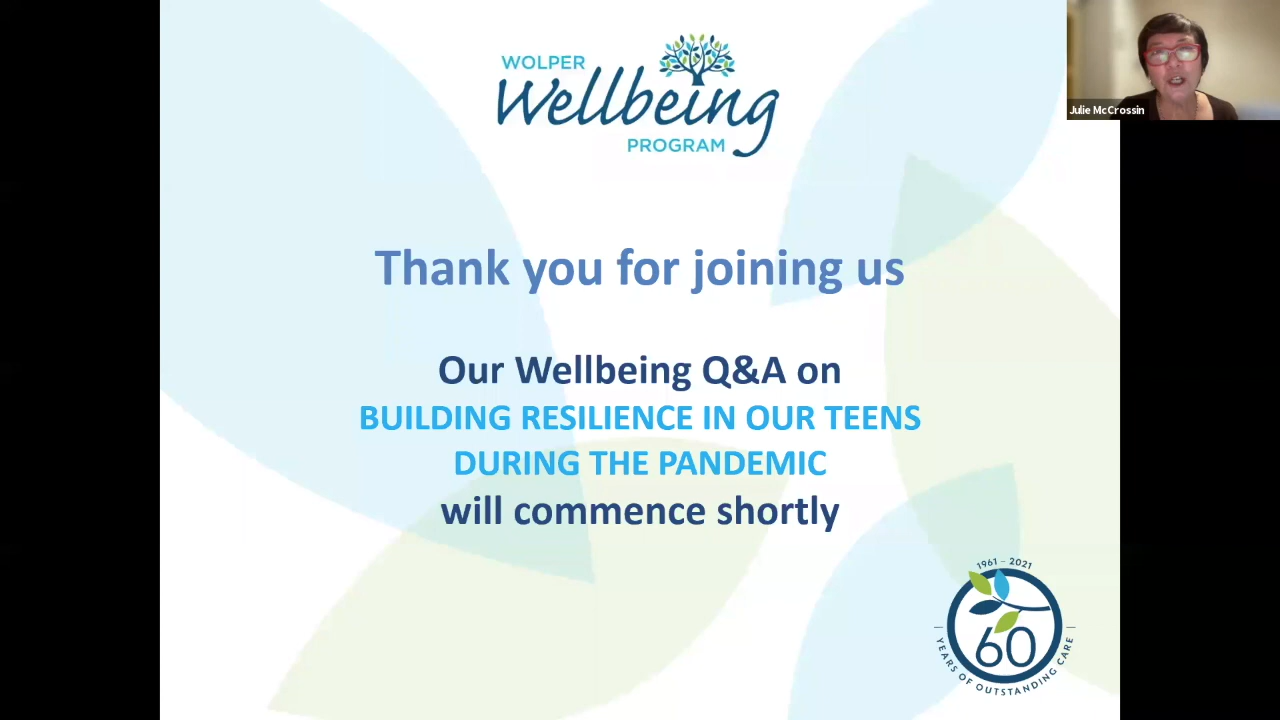 WOLPER
Wellbeing
PROGRAM
Julie McCrossin
Thank you for joining us
Our Wellbeing Q&A on
BUILDING RESILIENCE IN OUR TEENS
DURING THE PANDEMIC
will commence shortly
1961 – 2021
60
YEARS OF OUTSTANDING CARE